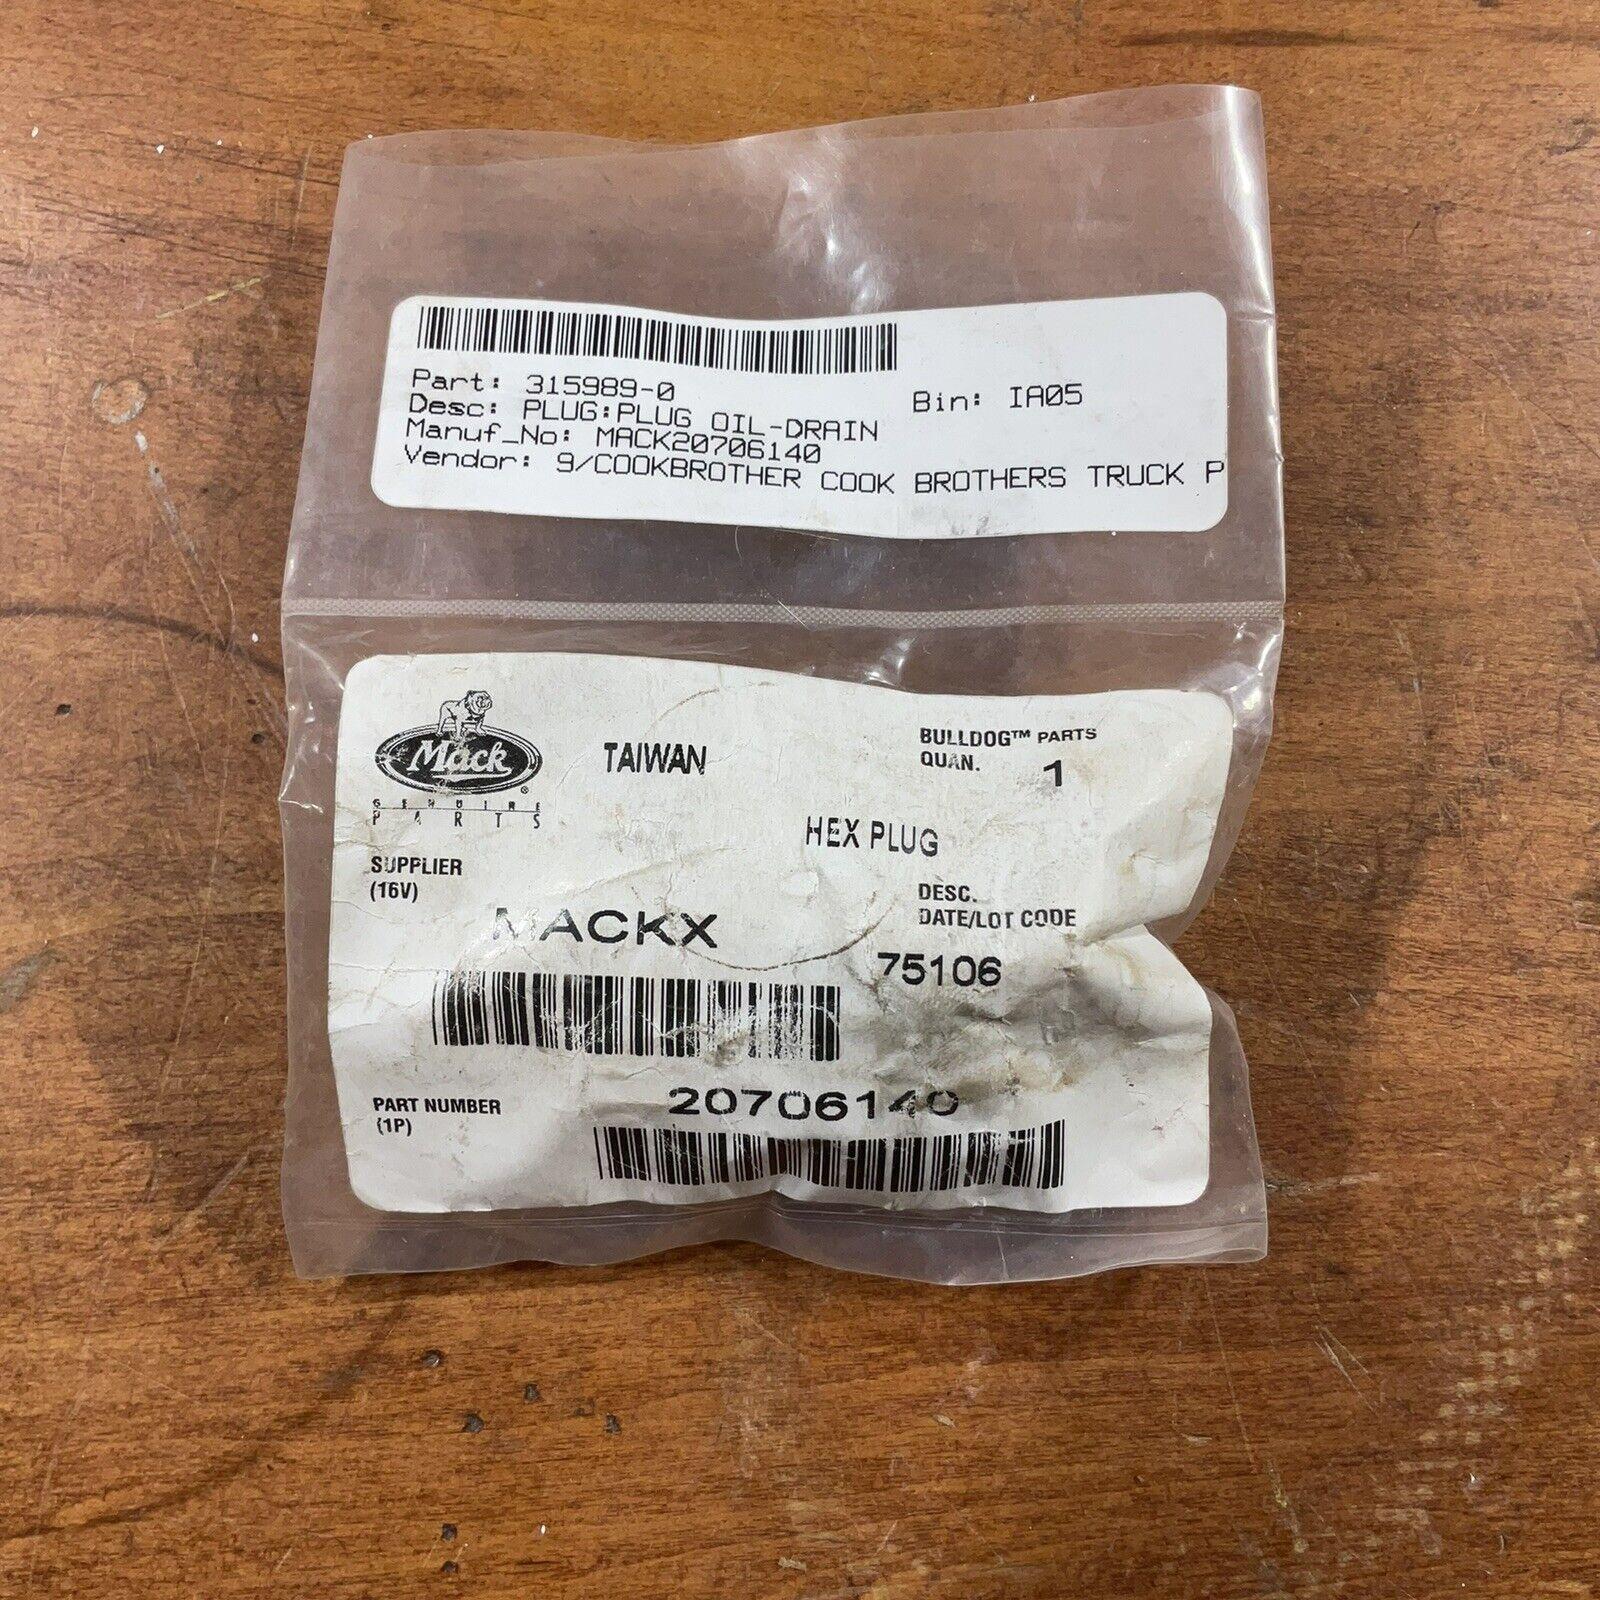 Part: 315989-0
Bin: IA05
Desc: PLUG:PLUG OIL-DRAIN
Manuf_No: MACK20706140
Vendor: 9/COOKBROTHER COOK BROTHERS TRUCK P
Mack ®
GENUINE
PARTS
TAIWAN
BULLDOG™ PARTS
QUAN. 1
HEX PLUG
SUPPLIER
(16V)
DESC.
DATE/LOT CODE
MACKX
75106
PART NUMBER
(1P)
20706140